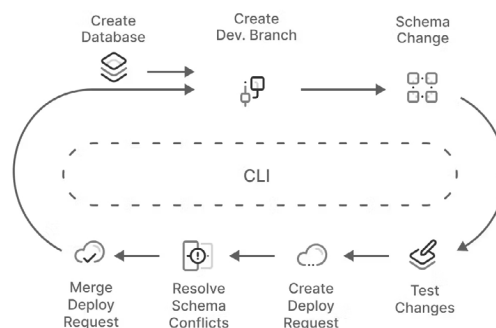 Create
Database
Create
Dev. Branch
Schema
Change
CLI
Merge
Deploy
Request
Resolve
Schema
Conflicts
Create
Deploy
Request
Test
Changes